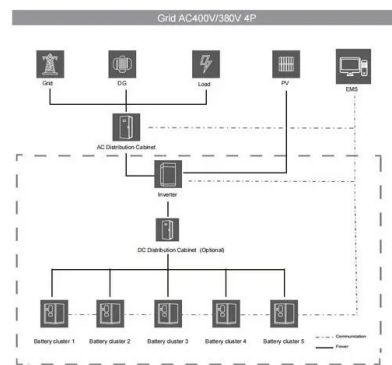 Grid AC400V/380V 4P
Grid
DG
Load
PV
EMS
AC Distribution Cabinet
Inverter
DC Distribution Cabinet (Optional)
Battery cluster 1
Battery cluster 2
Battery cluster 3
Battery cluster 4
Battery cluster 5
Communication
Power